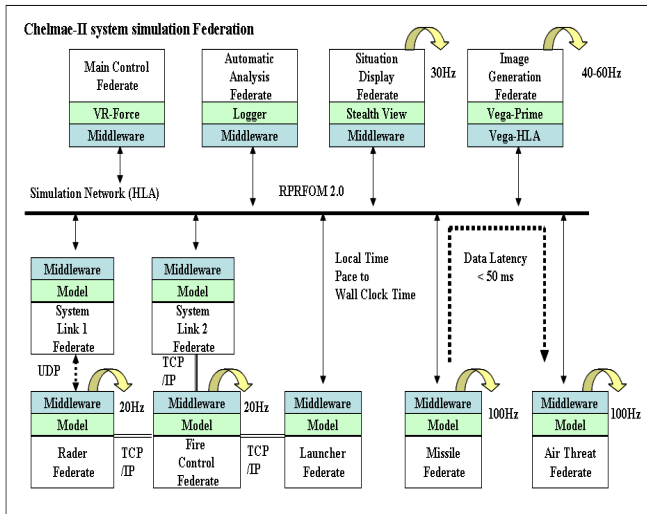 Chelmae-II system simulation Federation
Main Control
Federate
VR-Force
Middleware
Automatic
Analysis
Federate
Logger
Middleware
Situation
Display
Federate
Stealth View
Middleware
30Hz
Image
Generation
Federate
Vega-Prime
Vega-HLA
40-60Hz
Simulation Network (HLA)
RPRFOM 2.0
Middleware
Model
System
Link 1
Federate
Middleware
Model
System
Link 2
Federate
Local Time
Pace to
Wall Clock Time
Data Latency
< 50 ms
UDP
TCP
/IP
Middleware
Model
Rader
Federate
20Hz
TCP
/IP
Middleware
Model
Fire
Control
Federate
20Hz
TCP
/IP
Middleware
Model
Launcher
Federate
Middleware
Model
Missile
Federate
100Hz
Middleware
Model
Air Threat
Federate
100Hz